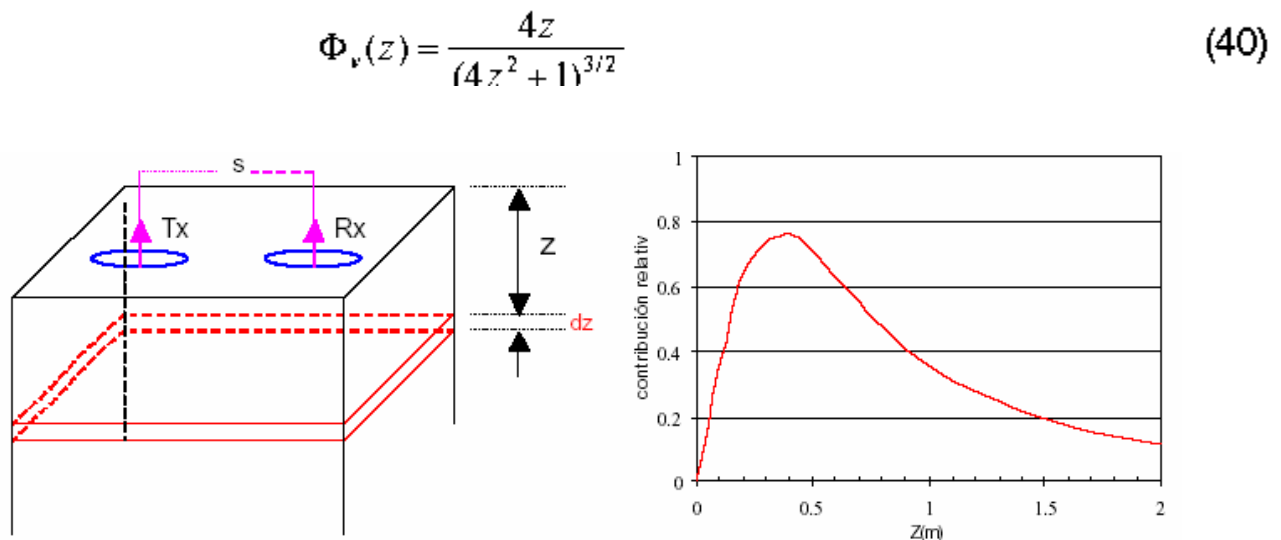 Φv(z) = 4z / (4z² + 1)^3/2 (40)
s
Tx
Rx
Z
dz
contribución relativ
1
0.8
0.6
0.4
0.2
0
0 0.5 1 1.5 2
Z(m)